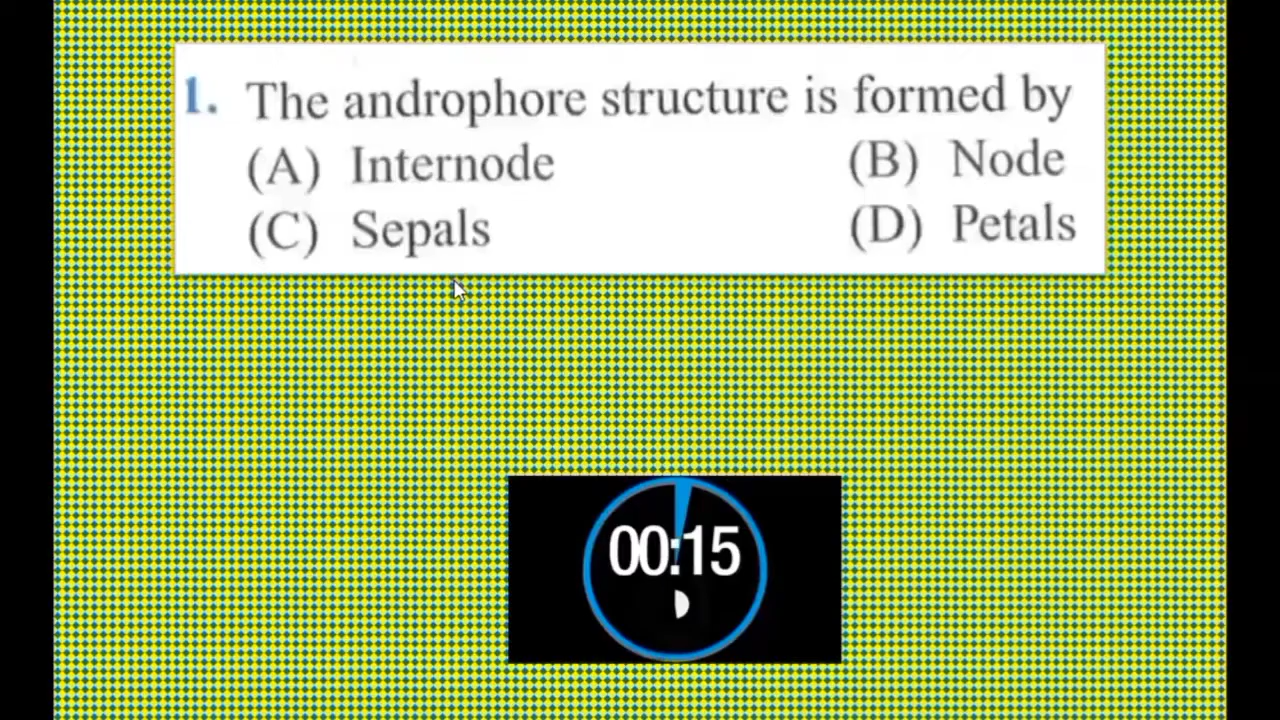 1. The androphore structure is formed by
(A) Internode (B) Node
(C) Sepals (D) Petals
00:15